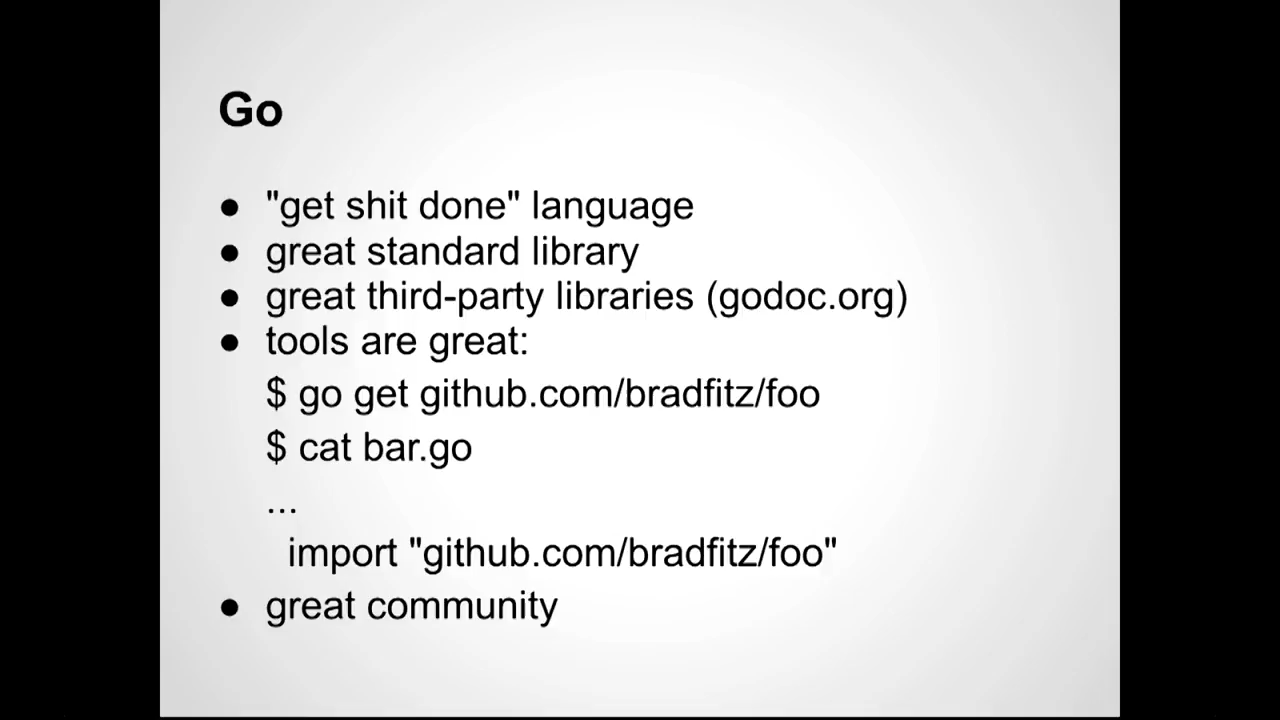 Go
● "get shit done" language
● great standard library
● great third-party libraries (godoc.org)
● tools are great:
$ go get github.com/bradfitz/foo
$ cat bar.go
...
import "github.com/bradfitz/foo"
● great community